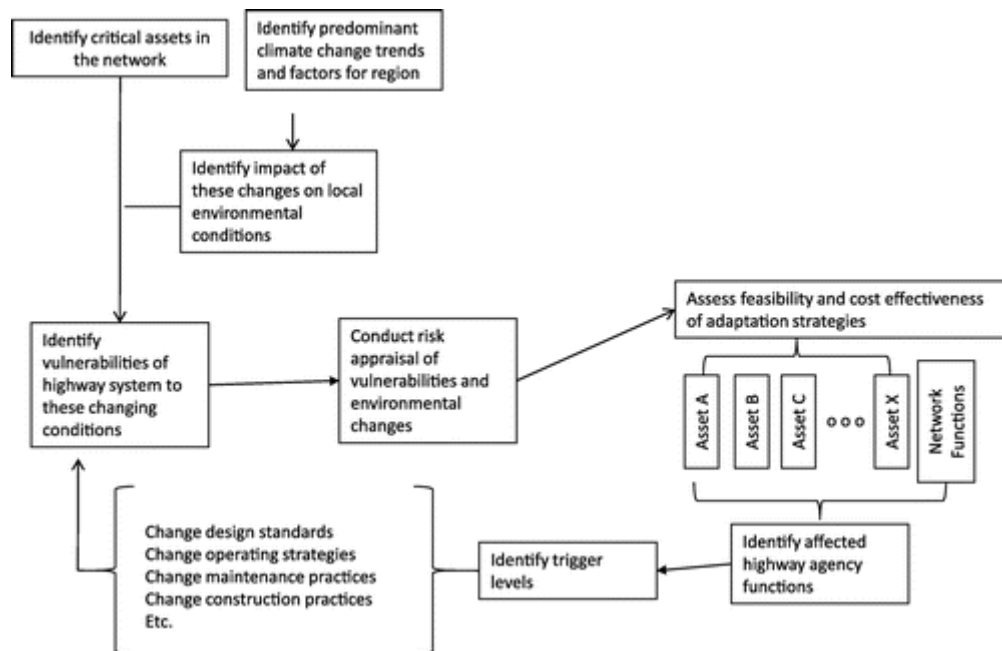 Identify critical assets in
the network
Identify predominant
climate change trends
and factors for region
Identify impact of
these changes on local
environmental
conditions
Identify
vulnerabilities of
highway system to
these changing
conditions
Conduct risk
appraisal of
vulnerabilities and
environmental
changes
Assess feasibility and cost effectiveness
of adaptation strategies
Asset A
Asset B
Asset C
Asset X
Network
Functions
Identify affected
highway agency
functions
Identify trigger
levels
Change design standards
Change operating strategies
Change maintenance practices
Change construction practices
Etc.